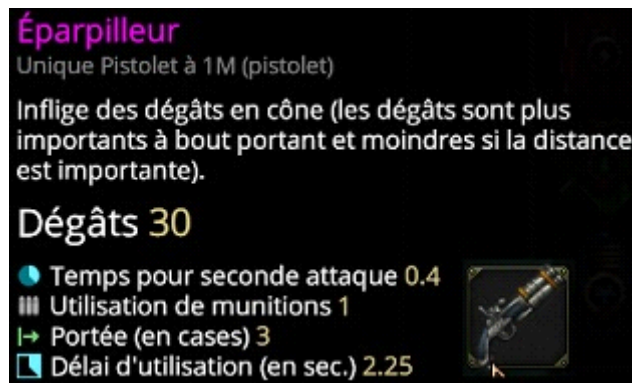 Éparpilleur
Unique Pistolet à 1M (pistolet)
Inflige des dégâts en cône (les dégâts sont plus
importants à bout portant et moindres si la distance
est importante).
Dégâts 30
Temps pour seconde attaque 0.4
Utilisation de munitions 1
Portée (en cases) 3
Délai d'utilisation (en sec.) 2.25